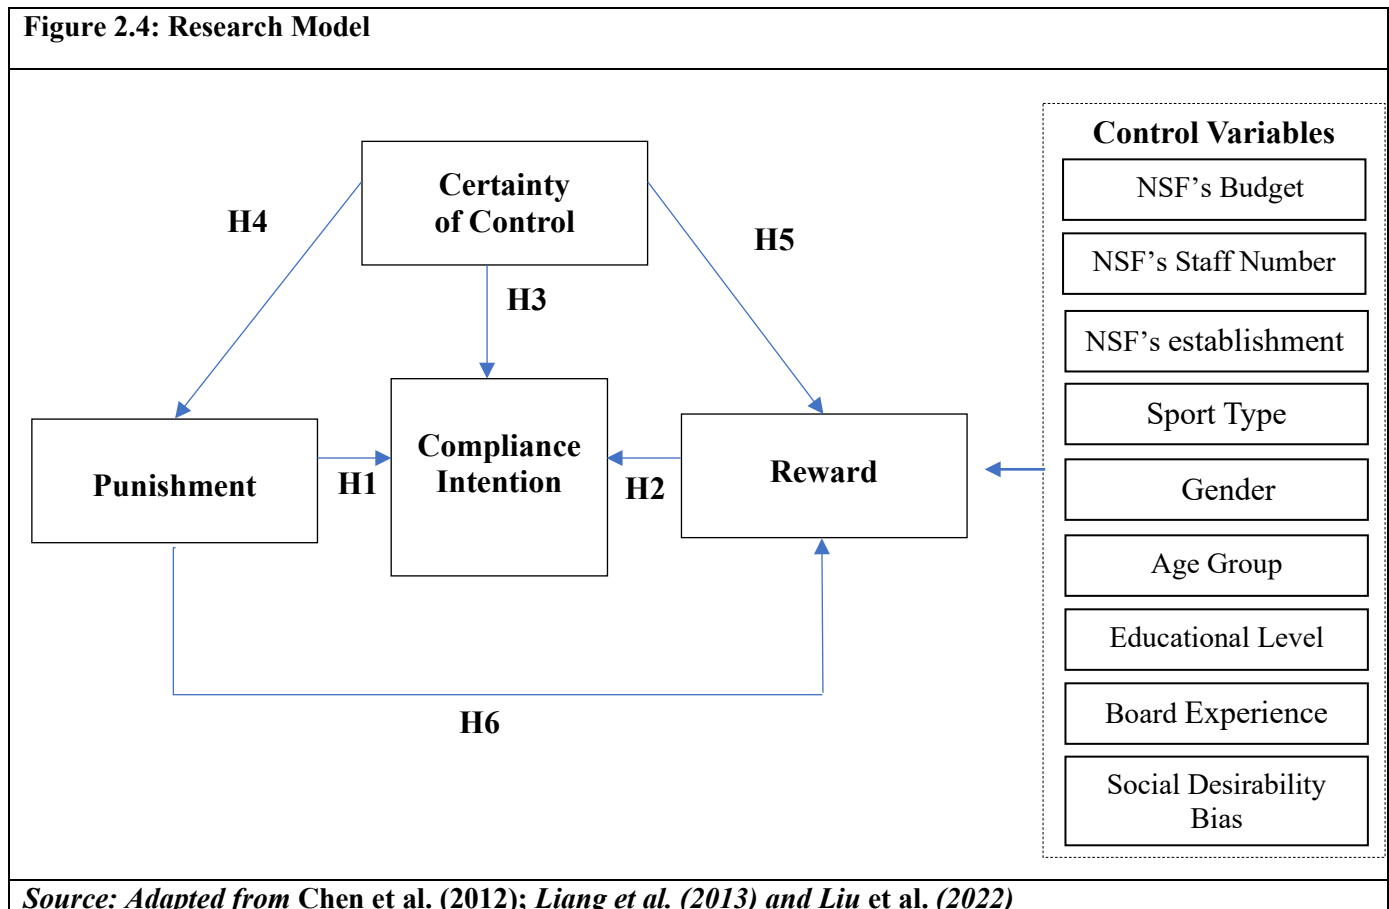 Figure 2.4: Research Model
Certainty
of Control
H4
H5
H3
Punishment
H1
Compliance
Intention
H2
Reward
H6
Control Variables
NSF’s Budget
NSF’s Staff Number
NSF’s establishment
Sport Type
Gender
Age Group
Educational Level
Board Experience
Social Desirability
Bias
Source: Adapted from Chen et al. (2012); Liang et al. (2013) and Liu et al. (2022)